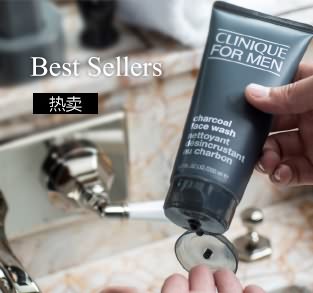 Best Sellers
热卖
CLINIQUE
FOR MEN
charcoal
face wash
nettoyant
désincrustant
au charbon